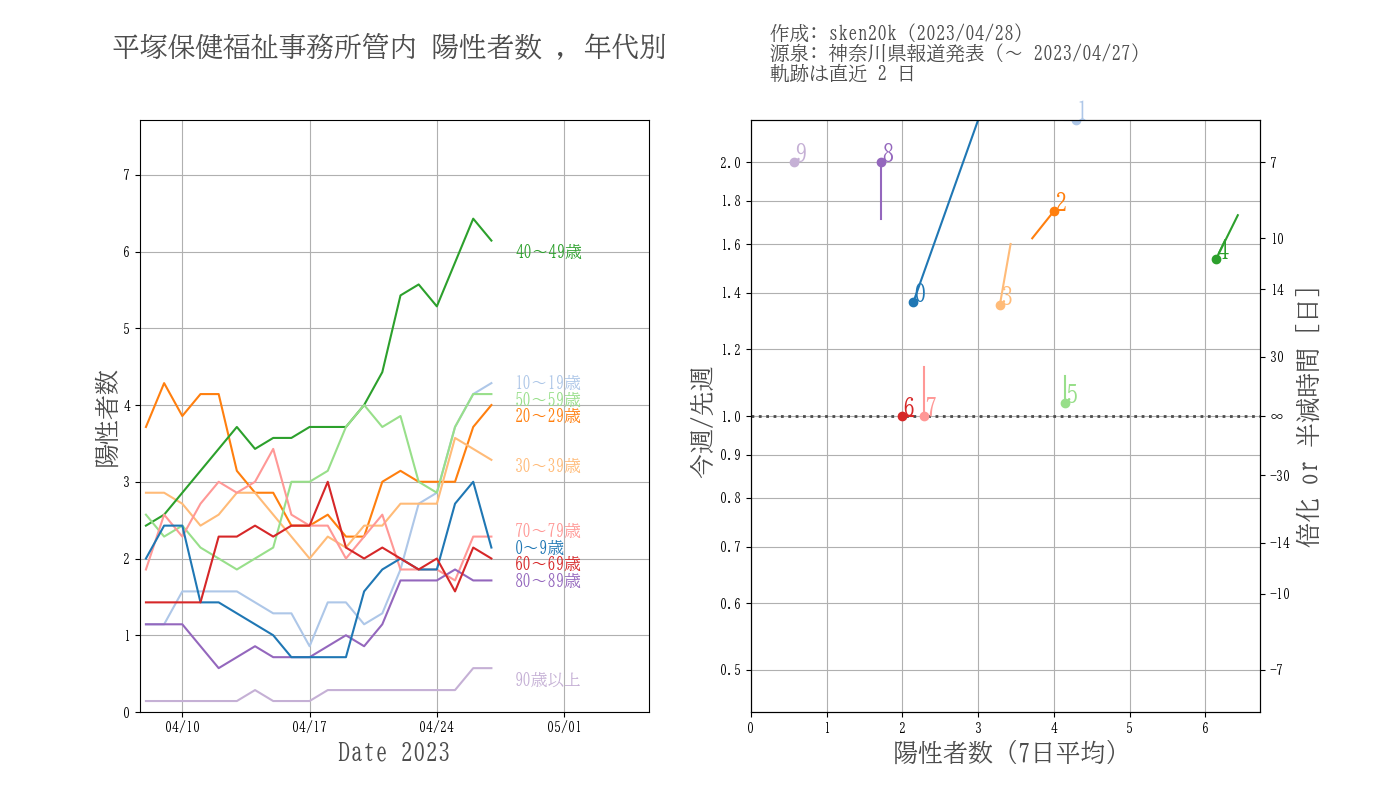 平塚保健福祉事務所管内 陽性者数 , 年代別
作成: sken20k (2023/04/28)
源泉: 神奈川県報道発表 (～ 2023/04/27)
軌跡は直近 2 日
陽性者数
7
6
5
4
3
2
1
0
40～49歳
10～19歳
50～59歳
20～29歳
30～39歳
70～79歳
0～9歳
60～69歳
80～89歳
90歳以上
04/10 04/17 04/24 05/01
Date 2023
今週/先週
2.0
1.8
1.6
1.4
1.2
1.0
0.9
0.8
0.7
0.6
0.5
1
9
8
2
4
0
3
5
6
7
0 1 2 3 4 5 6
陽性者数 (7日平均)
7
10
14
30
∞
−30
−14
−10
−7
倍化 or 半減時間 [日]